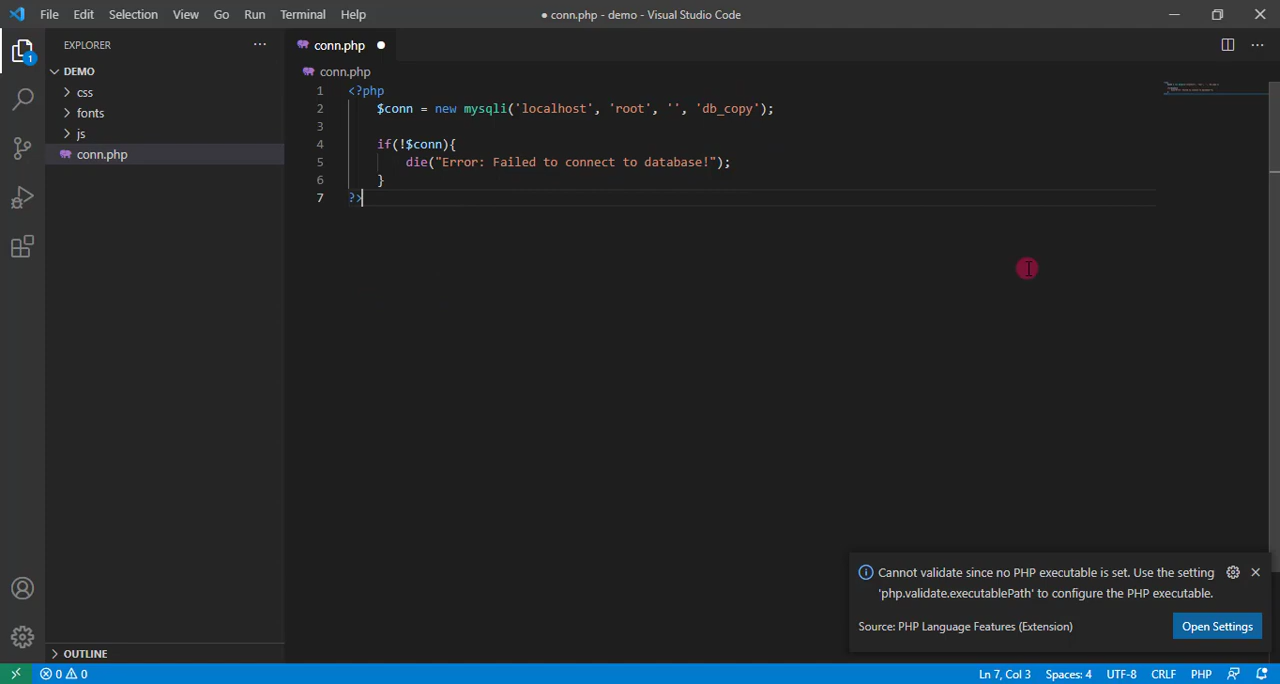 File Edit Selection View Go Run Terminal Help ● conn.php - demo - Visual Studio Code
EXPLORER ···
1
DEMO
css
fonts
js
conn.php
OUTLINE
conn.php ●
conn.php
1 <?php
2 $conn = new mysqli('localhost', 'root', '', 'db_copy');
3
4 if(!$conn){
5 die("Error: Failed to connect to database!");
6 }
7 ?>
Cannot validate since no PHP executable is set. Use the setting
'php.validate.executablePath' to configure the PHP executable.
Source: PHP Language Features (Extension) Open Settings
0 0 Ln 7, Col 3 Spaces: 4 UTF-8 CRLF PHP